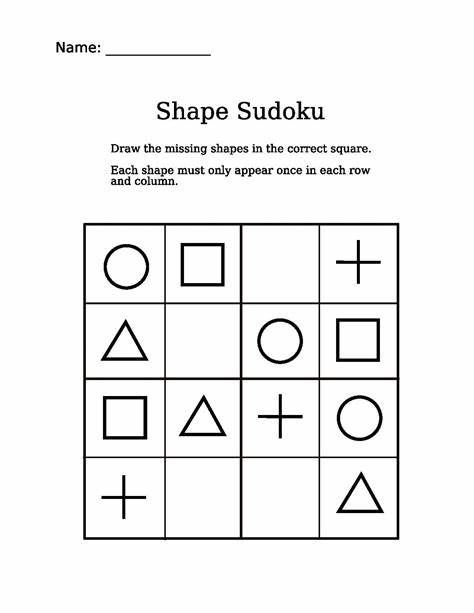 Name: _____________
Shape Sudoku
Draw the missing shapes in the correct square.
Each shape must only appear once in each row
and column.